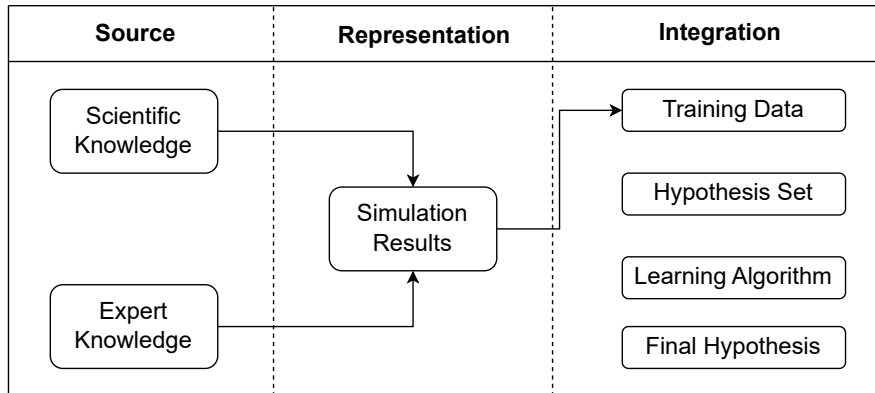 Source
Representation
Integration
Scientific
Knowledge
Expert
Knowledge
Simulation
Results
Training Data
Hypothesis Set
Learning Algorithm
Final Hypothesis